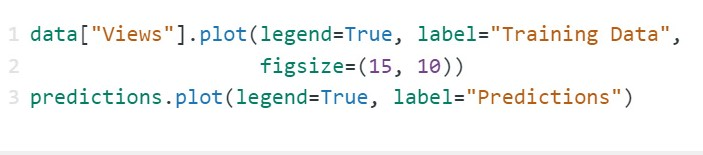 1 data["Views"].plot(legend=True, label="Training Data",
2 figsize=(15, 10))
3 predictions.plot(legend=True, label="Predictions")